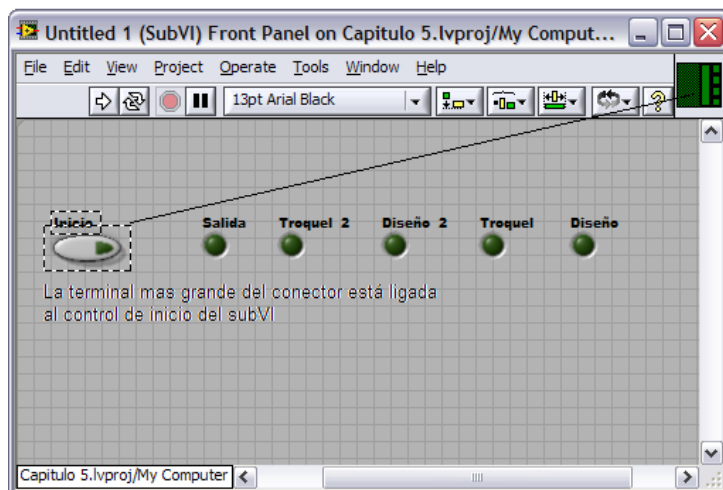 Untitled 1 (SubVI) Front Panel on Capitulo 5.lvproj/My Comput...
File Edit View Project Operate Tools Window Help
13pt Arial Black
Inicio Salida Troquel 2 Diseño 2 Troquel Diseño
La terminal mas grande del conector está ligada
al control de inicio del subVI
Capitulo 5.lvproj/My Computer